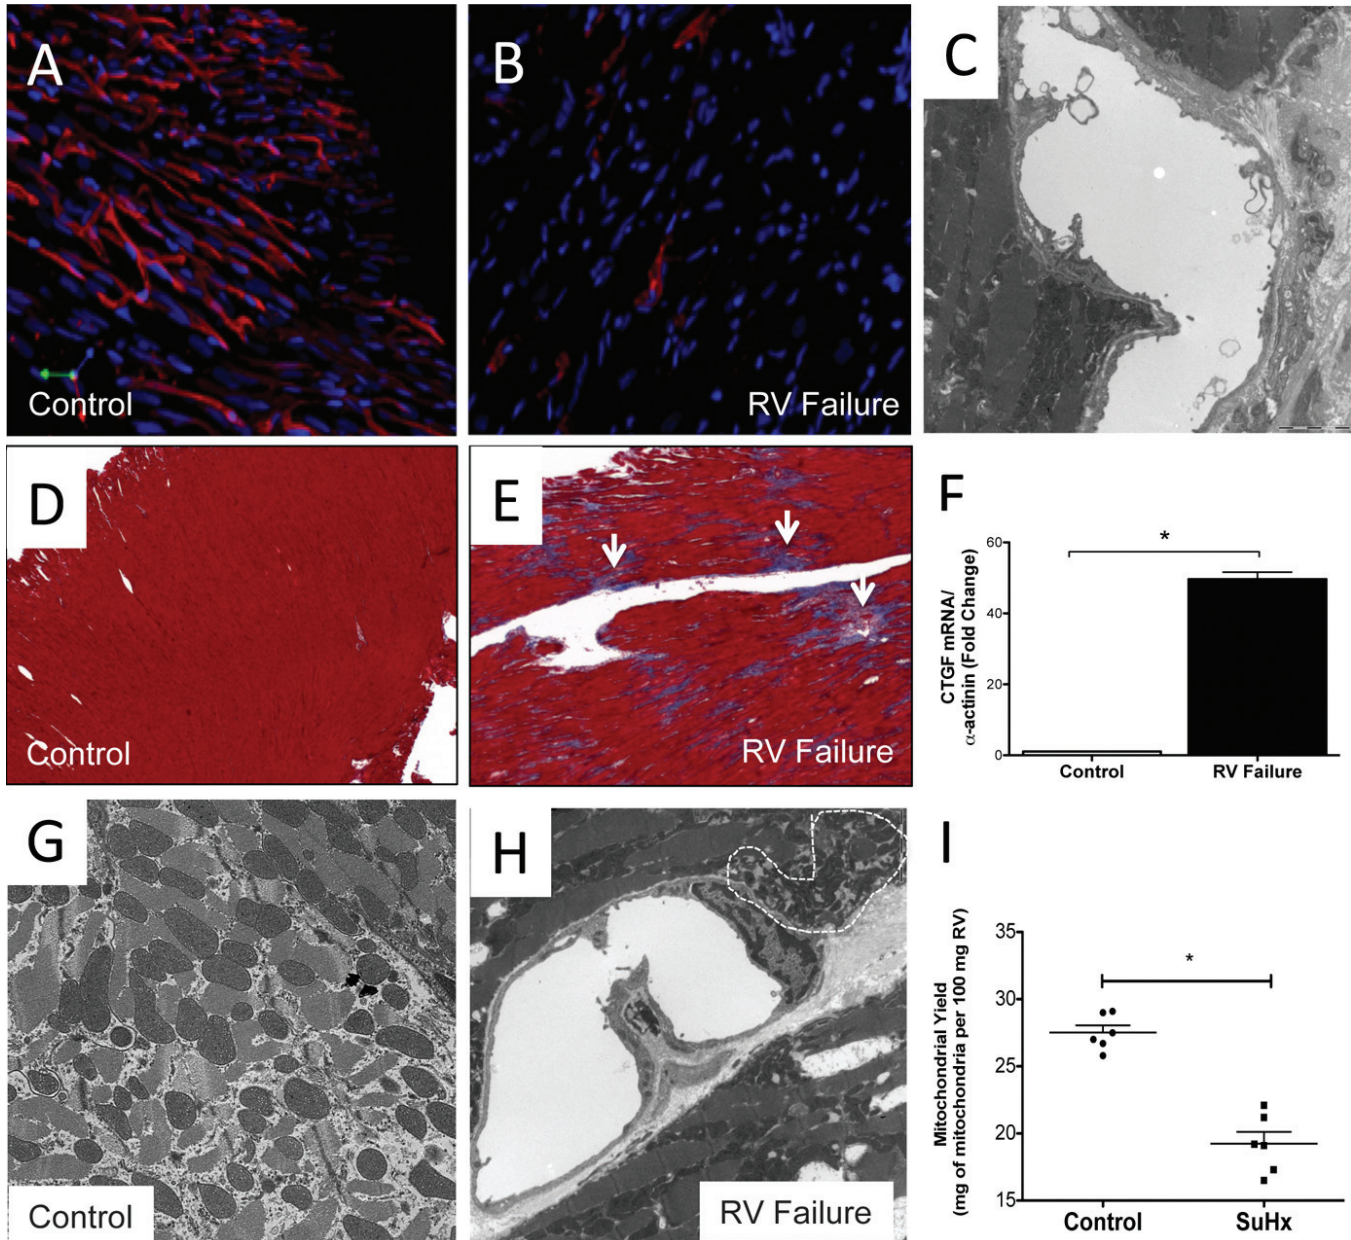 A
Control
B
RV Failure
C
D
Control
E
RV Failure
F
CTGF mRNA/
α-actinin (Fold Change)
60
40
20
0
*
Control
RV Failure
G
Control
H
RV Failure
I
Mitochondrial Yield
(mg of mitochondria per 100 mg RV)
35
30
25
20
15
*
Control
SuHx